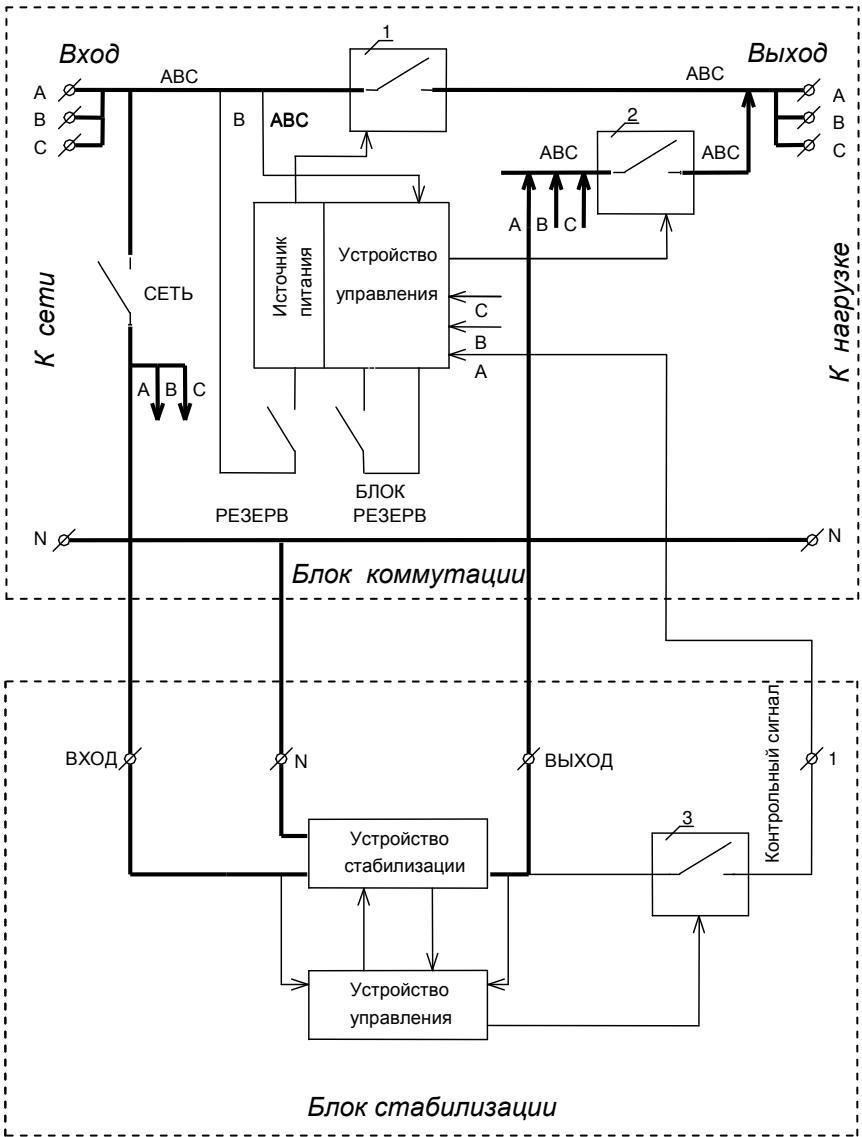 1
Вход
Выход
ABC
ABC
A
B
C
A
B
C
B
ABC
2
ABC
ABC
A
B
C
К сети
К нагрузке
СЕТЬ
Источник
питания
Устройство
управления
C
B
A
A
B
C
РЕЗЕРВ
БЛОК
РЕЗЕРВ
N
N
Блок коммутации
ВХОД
N
ВЫХОД
Контрольный сигнал
1
Устройство
стабилизации
3
Устройство
управления
Блок стабилизации